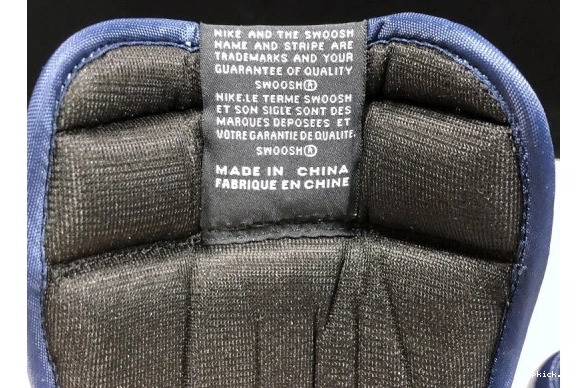 NIKE AND THE SWOOSH
NAME AND STRIPE ARE
TRADEMARKS AND YOUR
GUARANTEE OF QUALITY
SWOOSH®
NIKE.LE TERME SWOOSH
ET SON SIGLE SONT DES
MARQUES DEPOSEES ET
VOTRE GARANTIE DE QUALITE.
SWOOSH®
MADE IN CHINA
FABRIQUE EN CHINE